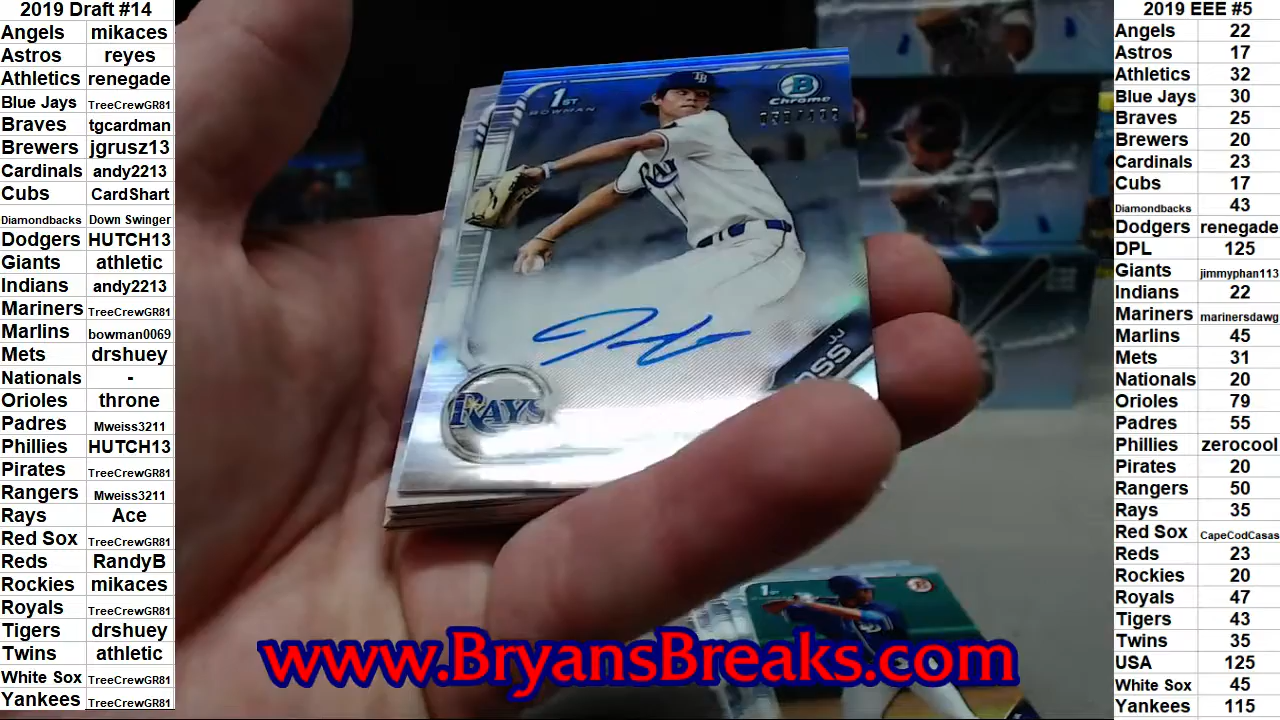 2019 Draft #14
Angels mikaces
Astros reyes
Athletics renegade
Blue Jays TreeCrewGR81
Braves tgcardman
Brewers jgrusz13
Cardinals andy2213
Cubs CardShart
Diamondbacks Down Swinger
Dodgers HUTCH13
Giants athletic
Indians andy2213
Mariners TreeCrewGR81
Marlins bowman0069
Mets drshuey
Nationals -
Orioles throne
Padres Mweiss3211
Phillies HUTCH13
Pirates TreeCrewGR81
Rangers Mweiss3211
Rays Ace
Red Sox TreeCrewGR81
Reds RandyB
Rockies mikaces
Royals TreeCrewGR81
Tigers drshuey
Twins athletic
White Sox TreeCrewGR81
Yankees TreeCrewGR81
1ST
BOWMAN
TB
B
Chrome
RAYS
J
OSS
1ST
www.BryansBreaks.com
2019 EEE #5
Angels 22
Astros 17
Athletics 32
Blue Jays 30
Braves 25
Brewers 20
Cardinals 23
Cubs 17
Diamondbacks 43
Dodgers renegade
DPL 125
Giants jimmyphan113
Indians 22
Mariners marinersdawg
Marlins 45
Mets 31
Nationals 20
Orioles 79
Padres 55
Phillies zerocool
Pirates 20
Rangers 50
Rays 35
Red Sox CapeCodCasas
Reds 23
Rockies 20
Royals 47
Tigers 43
Twins 35
USA 125
White Sox 45
Yankees 115